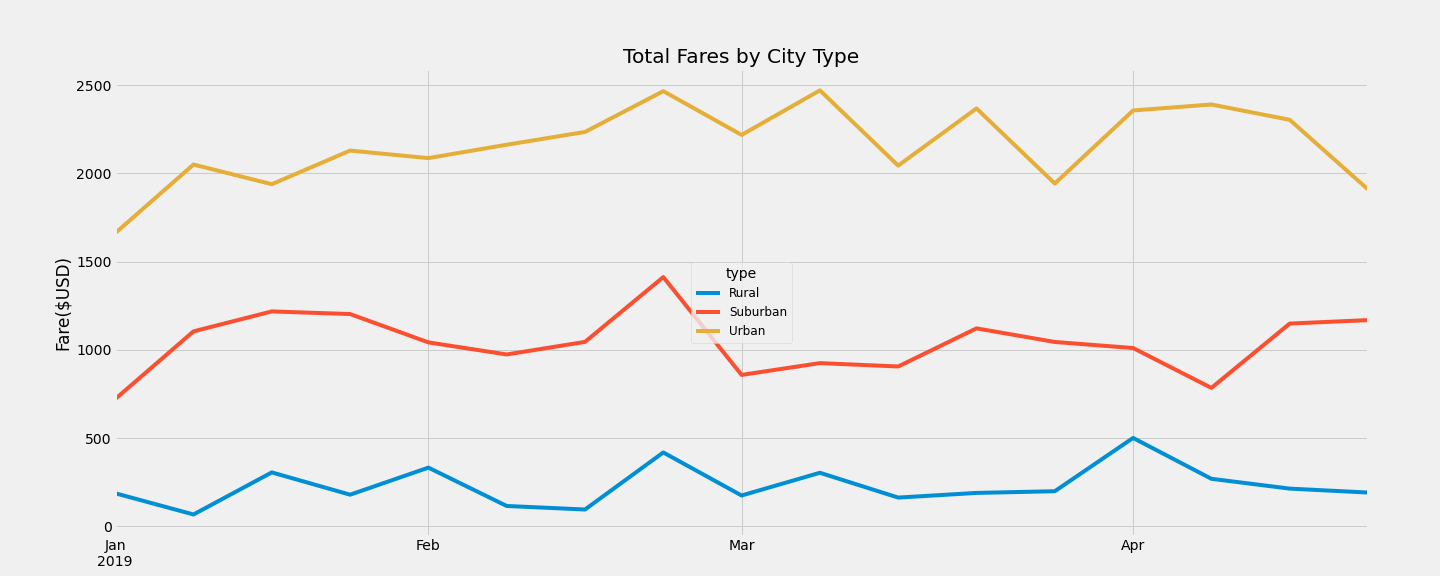 Total Fares by City Type
Fare($USD)
2500
2000
1500
1000
500
0
type
Rural
Suburban
Urban
Jan
2019
Feb
Mar
Apr